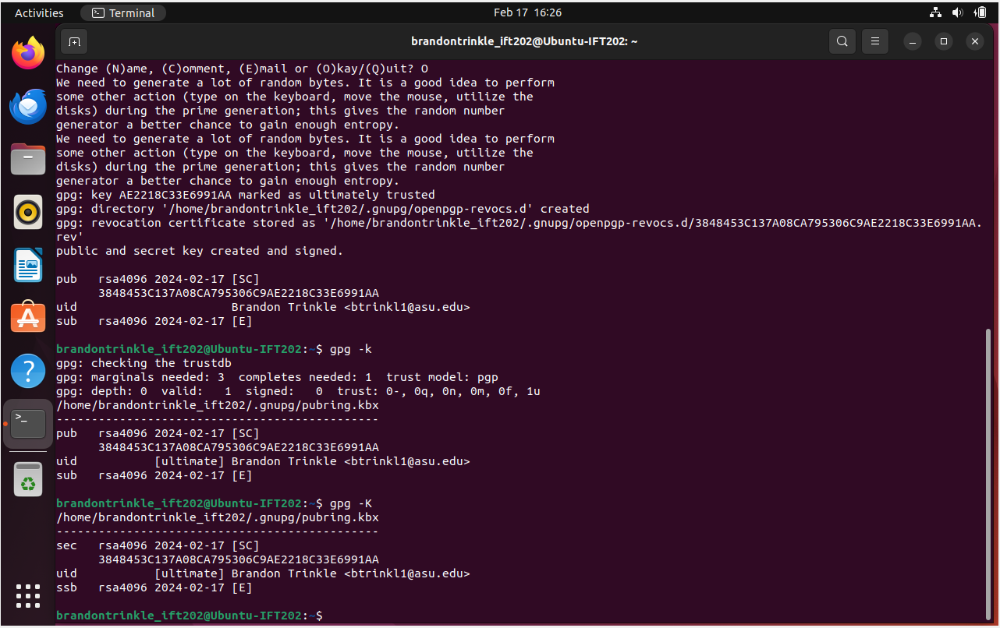 Activities
Terminal
Feb 17 16:26
brandontrinkle_ift202@Ubuntu-IFT202: ~
Change (N)ame, (C)omment, (E)mail or (O)kay/(Q)uit? O
We need to generate a lot of random bytes. It is a good idea to perform
some other action (type on the keyboard, move the mouse, utilize the
disks) during the prime generation; this gives the random number
generator a better chance to gain enough entropy.
We need to generate a lot of random bytes. It is a good idea to perform
some other action (type on the keyboard, move the mouse, utilize the
disks) during the prime generation; this gives the random number
generator a better chance to gain enough entropy.
gpg: key AE2218C33E6991AA marked as ultimately trusted
gpg: directory '/home/brandontrinkle_ift202/.gnupg/openpgp-revocs.d' created
gpg: revocation certificate stored as '/home/brandontrinkle_ift202/.gnupg/openpgp-revocs.d/3848453C137A08CA795306C9AE2218C33E6991AA.
rev'
public and secret key created and signed.
pub   rsa4096 2024-02-17 [SC]
      3848453C137A08CA795306C9AE2218C33E6991AA
uid                      Brandon Trinkle <btrinkl1@asu.edu>
sub   rsa4096 2024-02-17 [E]
brandontrinkle_ift202@Ubuntu-IFT202:~$ gpg -k
gpg: checking the trustdb
gpg: marginals needed: 3  completes needed: 1  trust model: pgp
gpg: depth: 0  valid:   1  signed:   0  trust: 0-, 0q, 0n, 0m, 0f, 1u
/home/brandontrinkle_ift202/.gnupg/pubring.kbx
----------------------------------------------
pub   rsa4096 2024-02-17 [SC]
      3848453C137A08CA795306C9AE2218C33E6991AA
uid           [ultimate] Brandon Trinkle <btrinkl1@asu.edu>
sub   rsa4096 2024-02-17 [E]
brandontrinkle_ift202@Ubuntu-IFT202:~$ gpg -K
/home/brandontrinkle_ift202/.gnupg/pubring.kbx
----------------------------------------------
sec   rsa4096 2024-02-17 [SC]
      3848453C137A08CA795306C9AE2218C33E6991AA
uid           [ultimate] Brandon Trinkle <btrinkl1@asu.edu>
ssb   rsa4096 2024-02-17 [E]
brandontrinkle_ift202@Ubuntu-IFT202:~$